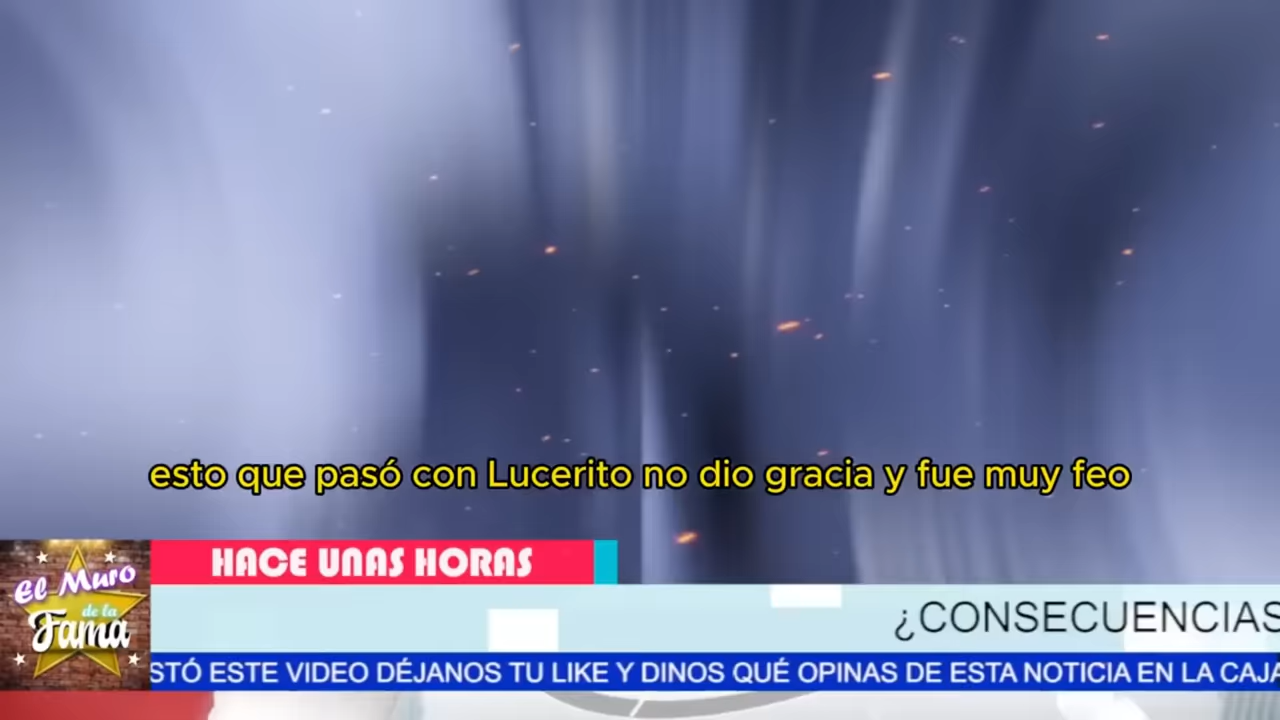 esto que pasó con Lucerito no dio gracia y fue muy feo
HACE UNAS HORAS
El Muro
de la
Fama
¿CONSECUENCIAS
STÓ ESTE VIDEO DÉJANOS TU LIKE Y DINOS QUÉ OPINAS DE ESTA NOTICIA EN LA CAJA